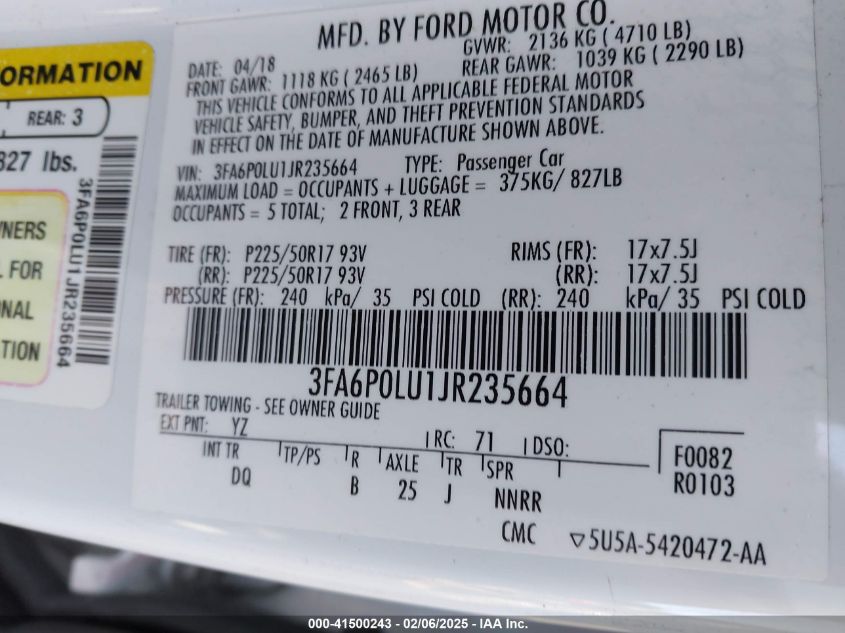 MFD. BY FORD MOTOR CO.
DATE: 04/18 GVWR: 2136 KG ( 4710 LB)
FRONT GAWR: 1118 KG ( 2465 LB) REAR GAWR: 1039 KG ( 2290 LB)
THIS VEHICLE CONFORMS TO ALL APPLICABLE FEDERAL MOTOR
VEHICLE SAFETY, BUMPER, AND THEFT PREVENTION STANDARDS
IN EFFECT ON THE DATE OF MANUFACTURE SHOWN ABOVE.
VIN: 3FA6P0LU1JR235664 TYPE: Passenger Car
MAXIMUM LOAD = OCCUPANTS + LUGGAGE = 375KG/ 827LB
OCCUPANTS = 5 TOTAL; 2 FRONT, 3 REAR
TIRE (FR): P225/50R17 93V RIMS (FR): 17x7.5J
(RR): P225/50R17 93V (RR): 17x7.5J
PRESSURE (FR): 240 kPa/ 35 PSI COLD (RR): 240 kPa/ 35 PSI COLD
3FA6P0LU1JR235664
TRAILER TOWING - SEE OWNER GUIDE
EXT PNT: YZ RC: 71 DSO:
INT TR TP/PS R AXLE TR SPR
DQ B 25 J NNRR
CMC
F0082
R0103
▽5U5A-5420472-AA
ORMATION
REAR: 3
827 lbs.
WNERS
L FOR
NAL
TION
3FA6P0LU1JR235664
000-41500243 - 02/06/2025 - IAA Inc.